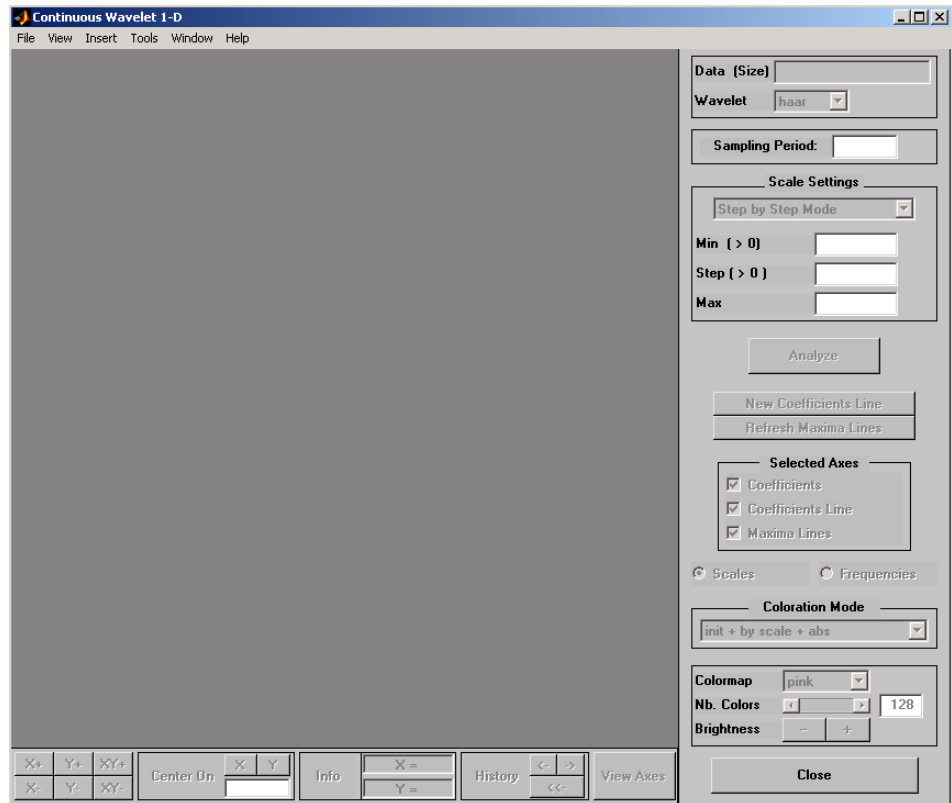 Continuous Wavelet 1-D
File View Insert Tools Window Help
Data (Size)
Wavelet haar
Sampling Period:
Scale Settings
Step by Step Mode
Min ( > 0)
Step ( > 0 )
Max
Analyze
New Coefficients Line
Refresh Maxima Lines
Selected Axes
Coefficients
Coefficients Line
Maxima Lines
Scales Frequencies
Coloration Mode
init + by scale + abs
Colormap pink
Nb. Colors 128
Brightness - +
X+ Y+ XY+
X- Y- XY-
Center On X Y
Info X =
Y =
History <- ->
<<-
View Axes
Close